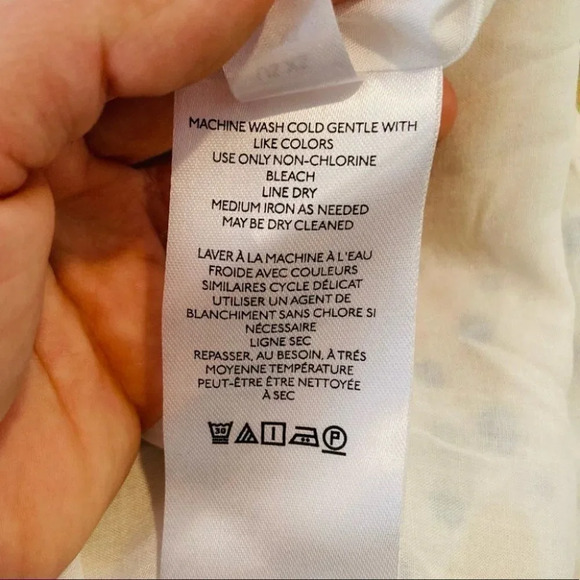 MACHINE WASH COLD GENTLE WITH
LIKE COLORS
USE ONLY NON-CHLORINE
BLEACH
LINE DRY
MEDIUM IRON AS NEEDED
MAY BE DRY CLEANED
LAVER À LA MACHINE À L'EAU
FROIDE AVEC COULEURS
SIMILAIRES CYCLE DÉLICAT
UTILISER UN AGENT DE
BLANCHIMENT SANS CHLORE SI
NÉCESSAIRE
LIGNE SEC
REPASSER, AU BESOIN, À TRÉS
MOYENNE TEMPÉRATURE
PEUT-ÊTRE ÊTRE NETTOYÉE
À SEC
30 P